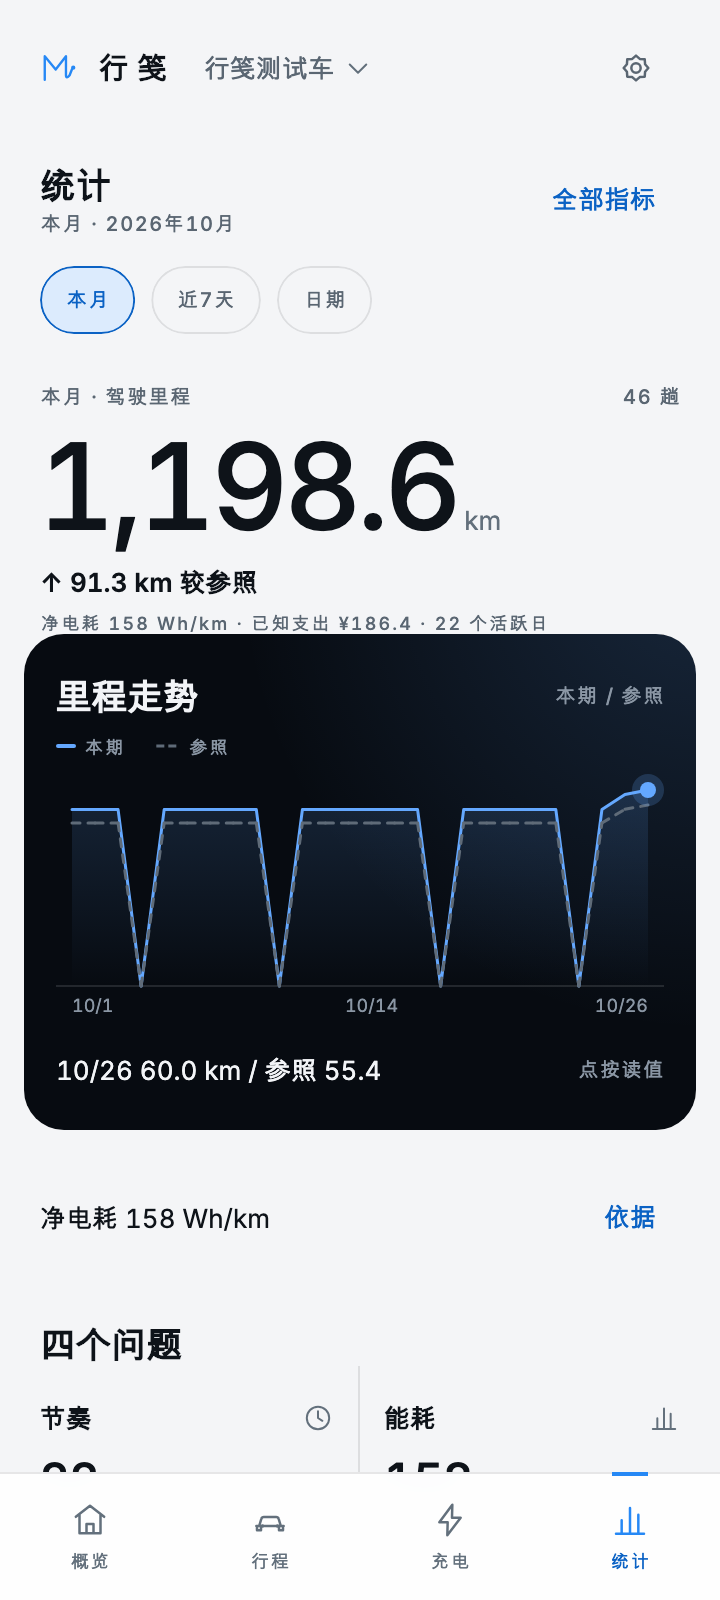 行笺 行笺测试车
统计
全部指标
本月 · 2026年10月
本月 近7天 日期
本月 · 驾驶里程 46 趟
1,198.6 km
↑ 91.3 km 较参照
净电耗 158 Wh/km · 已知支出 ¥186.4 · 22 个活跃日
里程走势 本期 / 参照
本期 参照
10/1 10/14 10/26
10/26 60.0 km / 参照 55.4 点按读值
净电耗 158 Wh/km 依据
四个问题
节奏 能耗
概览 行程 充电 统计